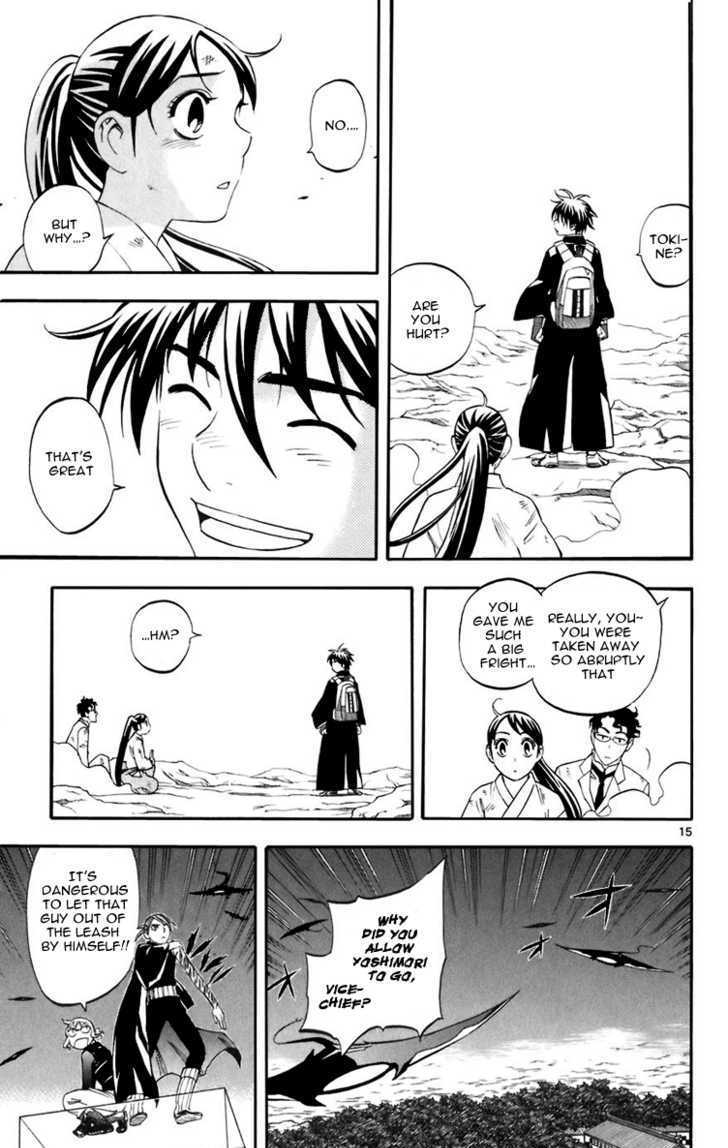 TOKI-
NE?
ARE
YOU
HURT?
NO....
BUT
WHY...?
THAT'S
GREAT
REALLY, YOU~
YOU WERE
TAKEN AWAY
SO ABRUPTLY
THAT
YOU
GAVE ME
SUCH
A BIG
FRIGHT...
...HM?
15
WHY
DID YOU
ALLOW
YOSHIMORI
TO GO,
VICE-
CHIEF?
IT'S
DANGEROUS
TO LET THAT
GUY OUT OF
THE LEASH
BY HIMSELF!!